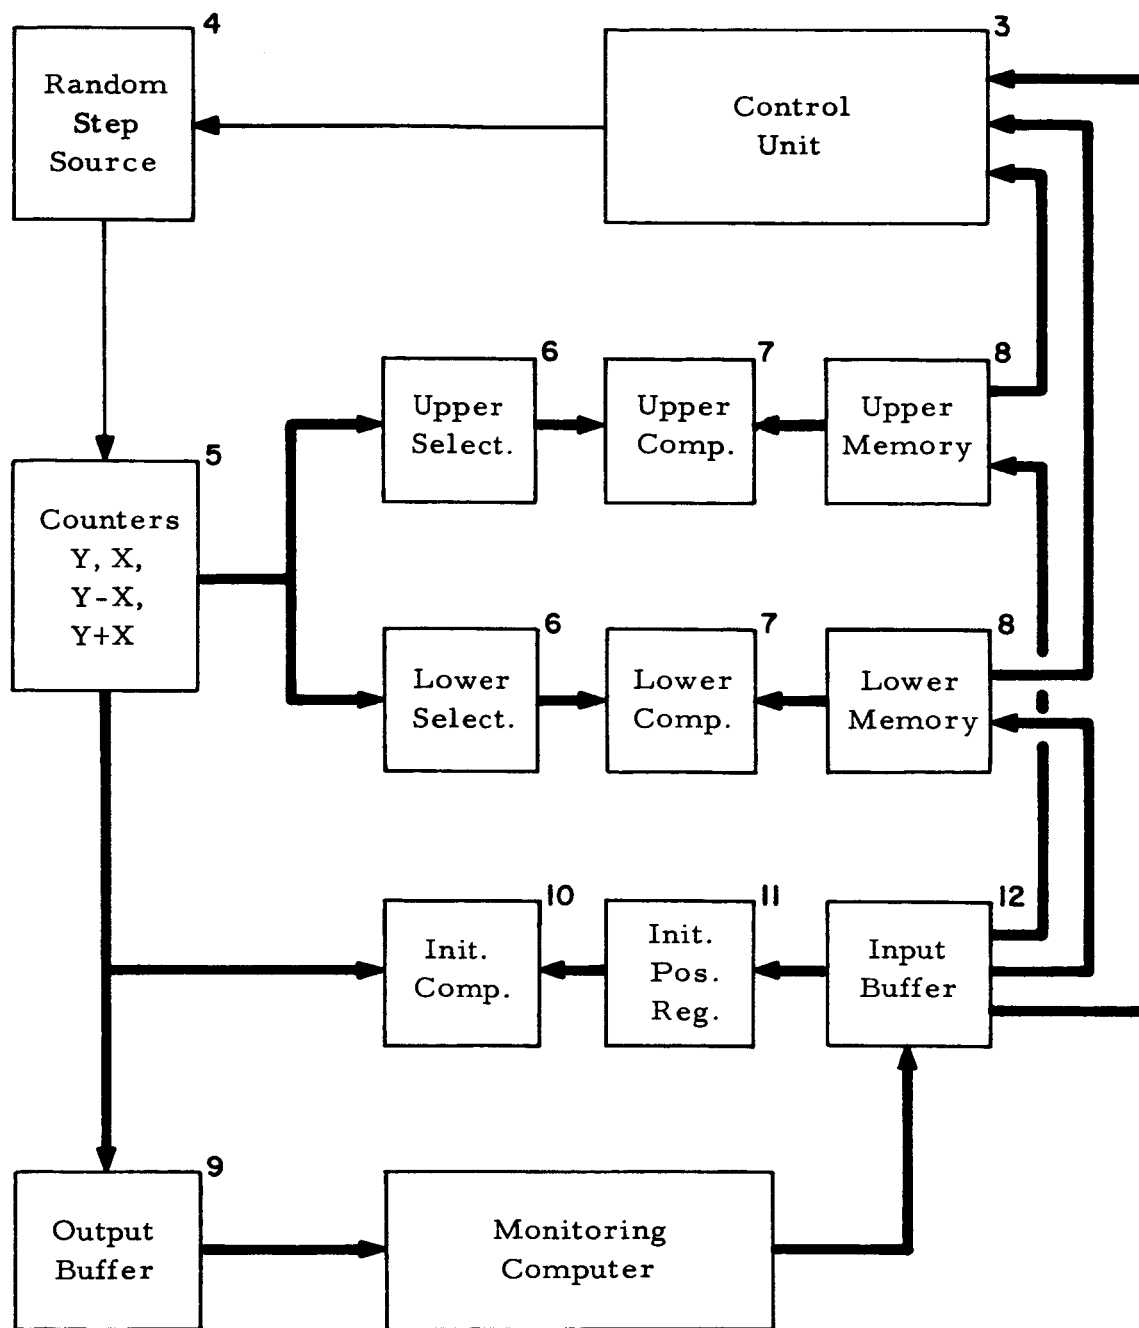 4
Random
Step
Source
3
Control
Unit
6
Upper
Select.
7
Upper
Comp.
8
Upper
Memory
5
Counters
Y, X,
Y-X,
Y+X
6
Lower
Select.
7
Lower
Comp.
8
Lower
Memory
10
Init.
Comp.
11
Init.
Pos.
Reg.
12
Input
Buffer
9
Output
Buffer
Monitoring
Computer